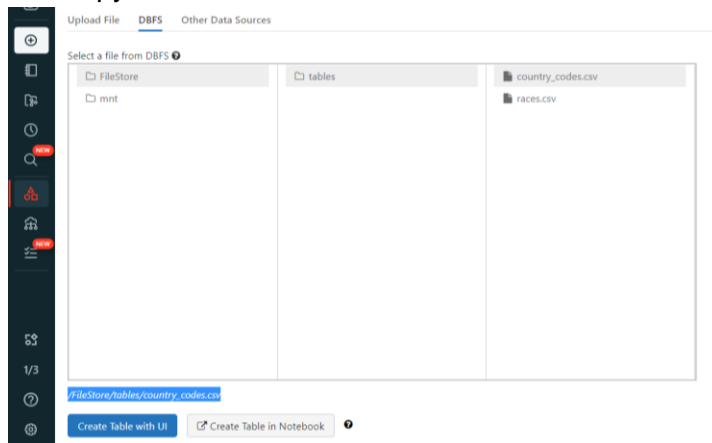 Upload File DBFS Other Data Sources
Select a file from DBFS
FileStore tables country_codes.csv
mnt races.csv
NEW
NEW
1/3
/FileStore/tables/country_codes.csv
Create Table with UI Create Table in Notebook